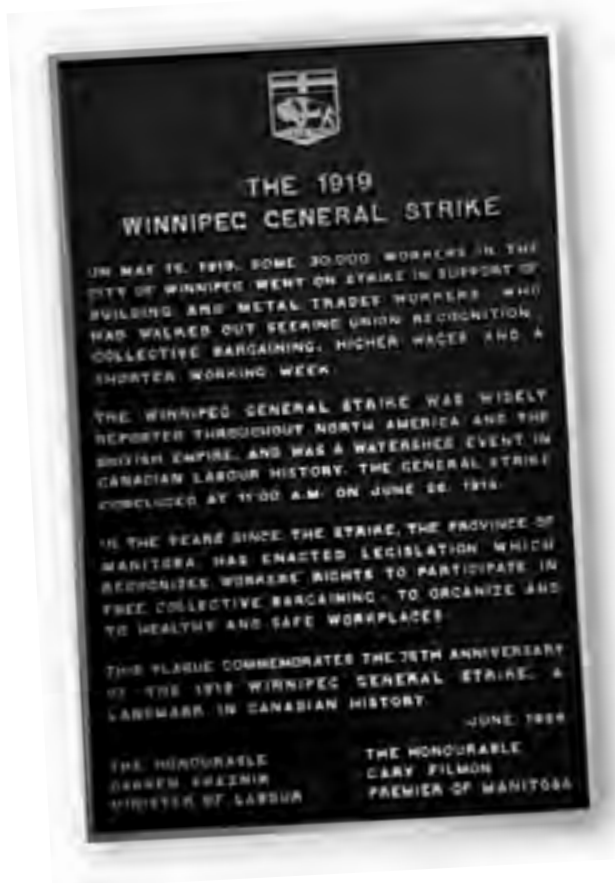 THE 1919
WINNIPEG GENERAL STRIKE
ON MAY 15, 1919, SOME 30,000 WORKERS IN THE
CITY OF WINNIPEG WENT ON STRIKE IN SUPPORT OF
BUILDING AND METAL TRADES WORKERS WHO
HAD WALKED OUT SEEKING UNION RECOGNITION,
COLLECTIVE BARGAINING, HIGHER WAGES AND A
SHORTER WORKING WEEK.
THE WINNIPEG GENERAL STRIKE WAS WIDELY
REPORTED THROUGHOUT NORTH AMERICA AND THE
BRITISH EMPIRE, AND WAS A WATERSHED EVENT IN
CANADIAN LABOUR HISTORY. THE GENERAL STRIKE
CONCLUDED AT 11:00 A.M. ON JUNE 26, 1919.
IN THE YEARS SINCE THE STRIKE, THE PROVINCE OF
MANITOBA HAS ENACTED LEGISLATION WHICH
RECOGNIZES WORKERS' RIGHTS TO PARTICIPATE IN
FREE COLLECTIVE BARGAINING, TO ORGANIZE AND
TO HEALTHY AND SAFE WORKPLACES.
THIS PLAQUE COMMEMORATES THE 75TH ANNIVERSARY
OF THE 1919 WINNIPEG GENERAL STRIKE, A
LANDMARK IN CANADIAN HISTORY.
JUNE, 1994
THE HONOURABLE
DARREN PRAZNIK
MINISTER OF LABOUR
THE HONOURABLE
GARY FILMON
PREMIER OF MANITOBA